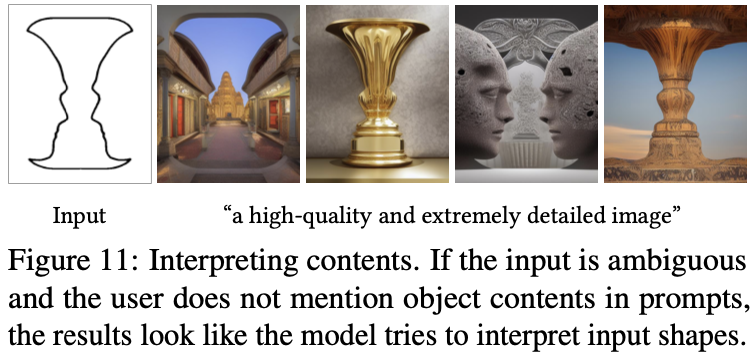 Input
“a high-quality and extremely detailed image”
Figure 11: Interpreting contents. If the input is ambiguous
and the user does not mention object contents in prompts,
the results look like the model tries to interpret input shapes.